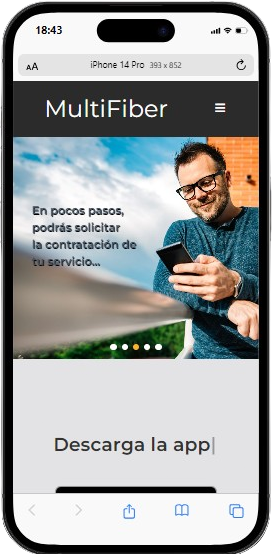 18:43
AA
iPhone 14 Pro 393 x 852
MultiFiber
En pocos pasos,
podrás solicitar
la contratación de
tu servicio...
Descarga la app|